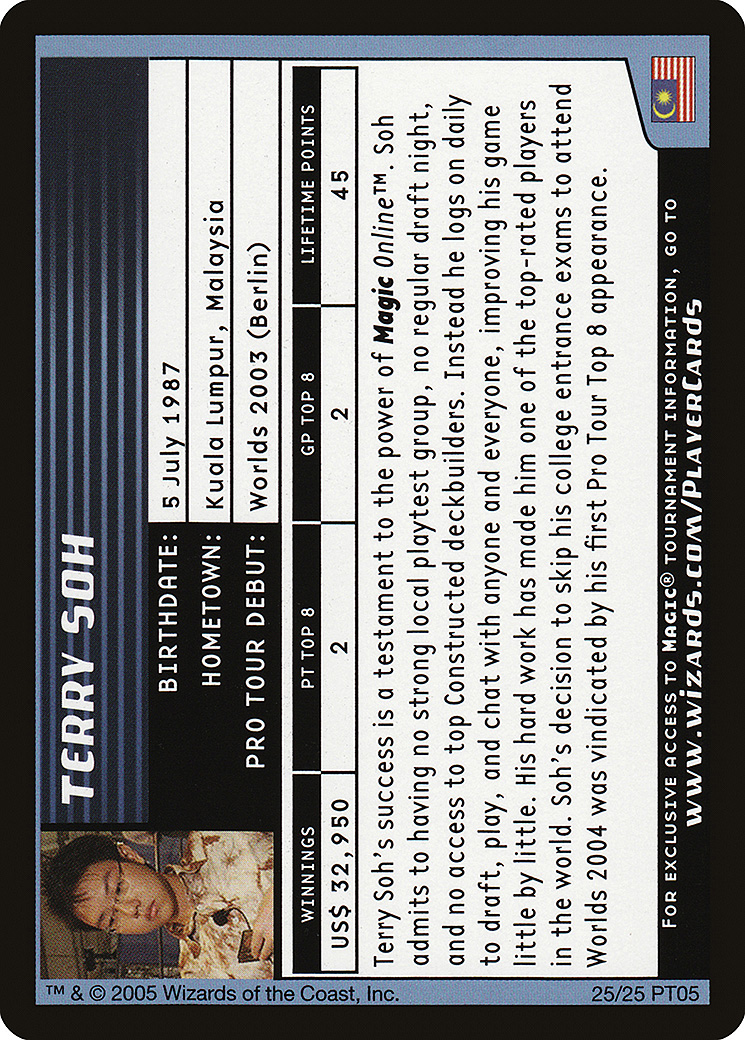 TERRY SOH
BIRTHDATE: 5 July 1987
HOMETOWN: Kuala Lumpur, Malaysia
PRO TOUR DEBUT: Worlds 2003 (Berlin)
WINNINGS PT TOP 8 GP TOP 8 LIFETIME POINTS
US$ 32,950 2 2 45
Terry Soh's success is a testament to the power of Magic Online™. Soh
admits to having no strong local playtest group, no regular draft night,
and no access to top Constructed deckbuilders. Instead he logs on daily
to draft, play, and chat with anyone and everyone, improving his game
little by little. His hard work has made him one of the top-rated players
in the world. Soh's decision to skip his college entrance exams to attend
Worlds 2004 was vindicated by his first Pro Tour Top 8 appearance.
FOR EXCLUSIVE ACCESS TO MAGIC® TOURNAMENT INFORMATION, GO TO
www.wizards.com/PlayerCards
™ & © 2005 Wizards of the Coast, Inc.
25/25 PT05